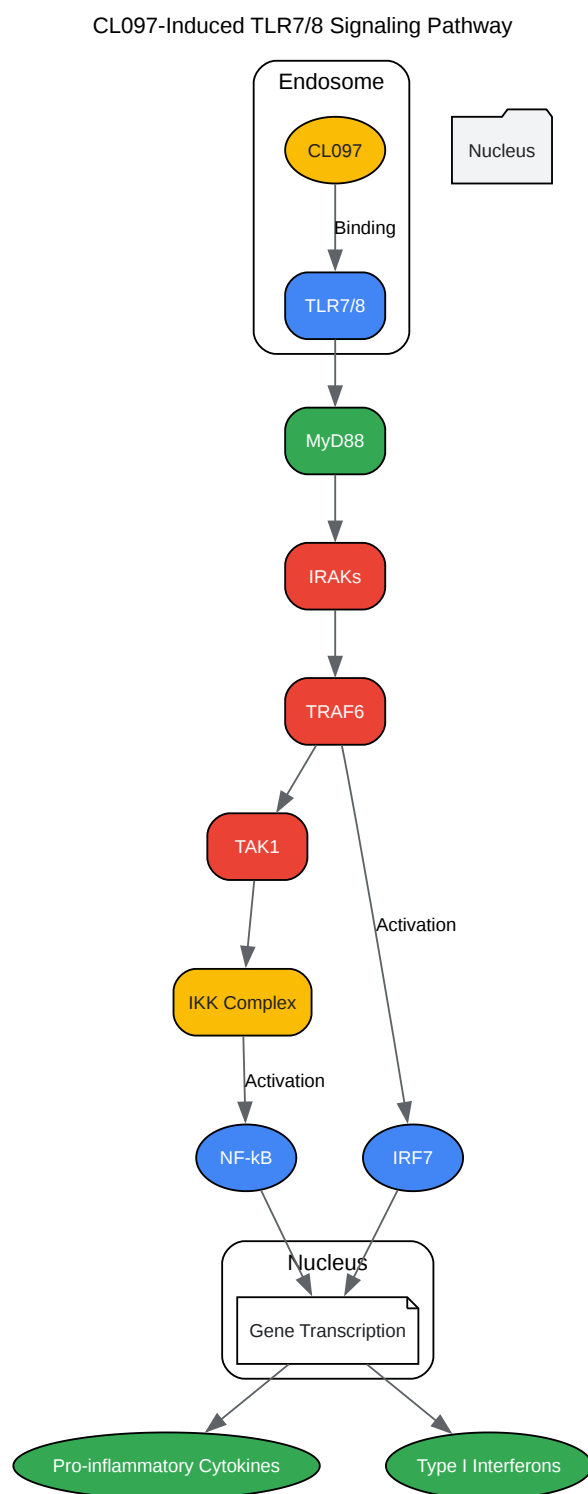 CL097-Induced TLR7/8 Signaling Pathway
Endosome
CL097
Nucleus
Binding
TLR7/8
MyD88
IRAKs
TRAF6
TAK1
Activation
IKK Complex
Activation
NF-kB
IRF7
Nucleus
Gene Transcription
Pro-inflammatory Cytokines
Type I Interferons